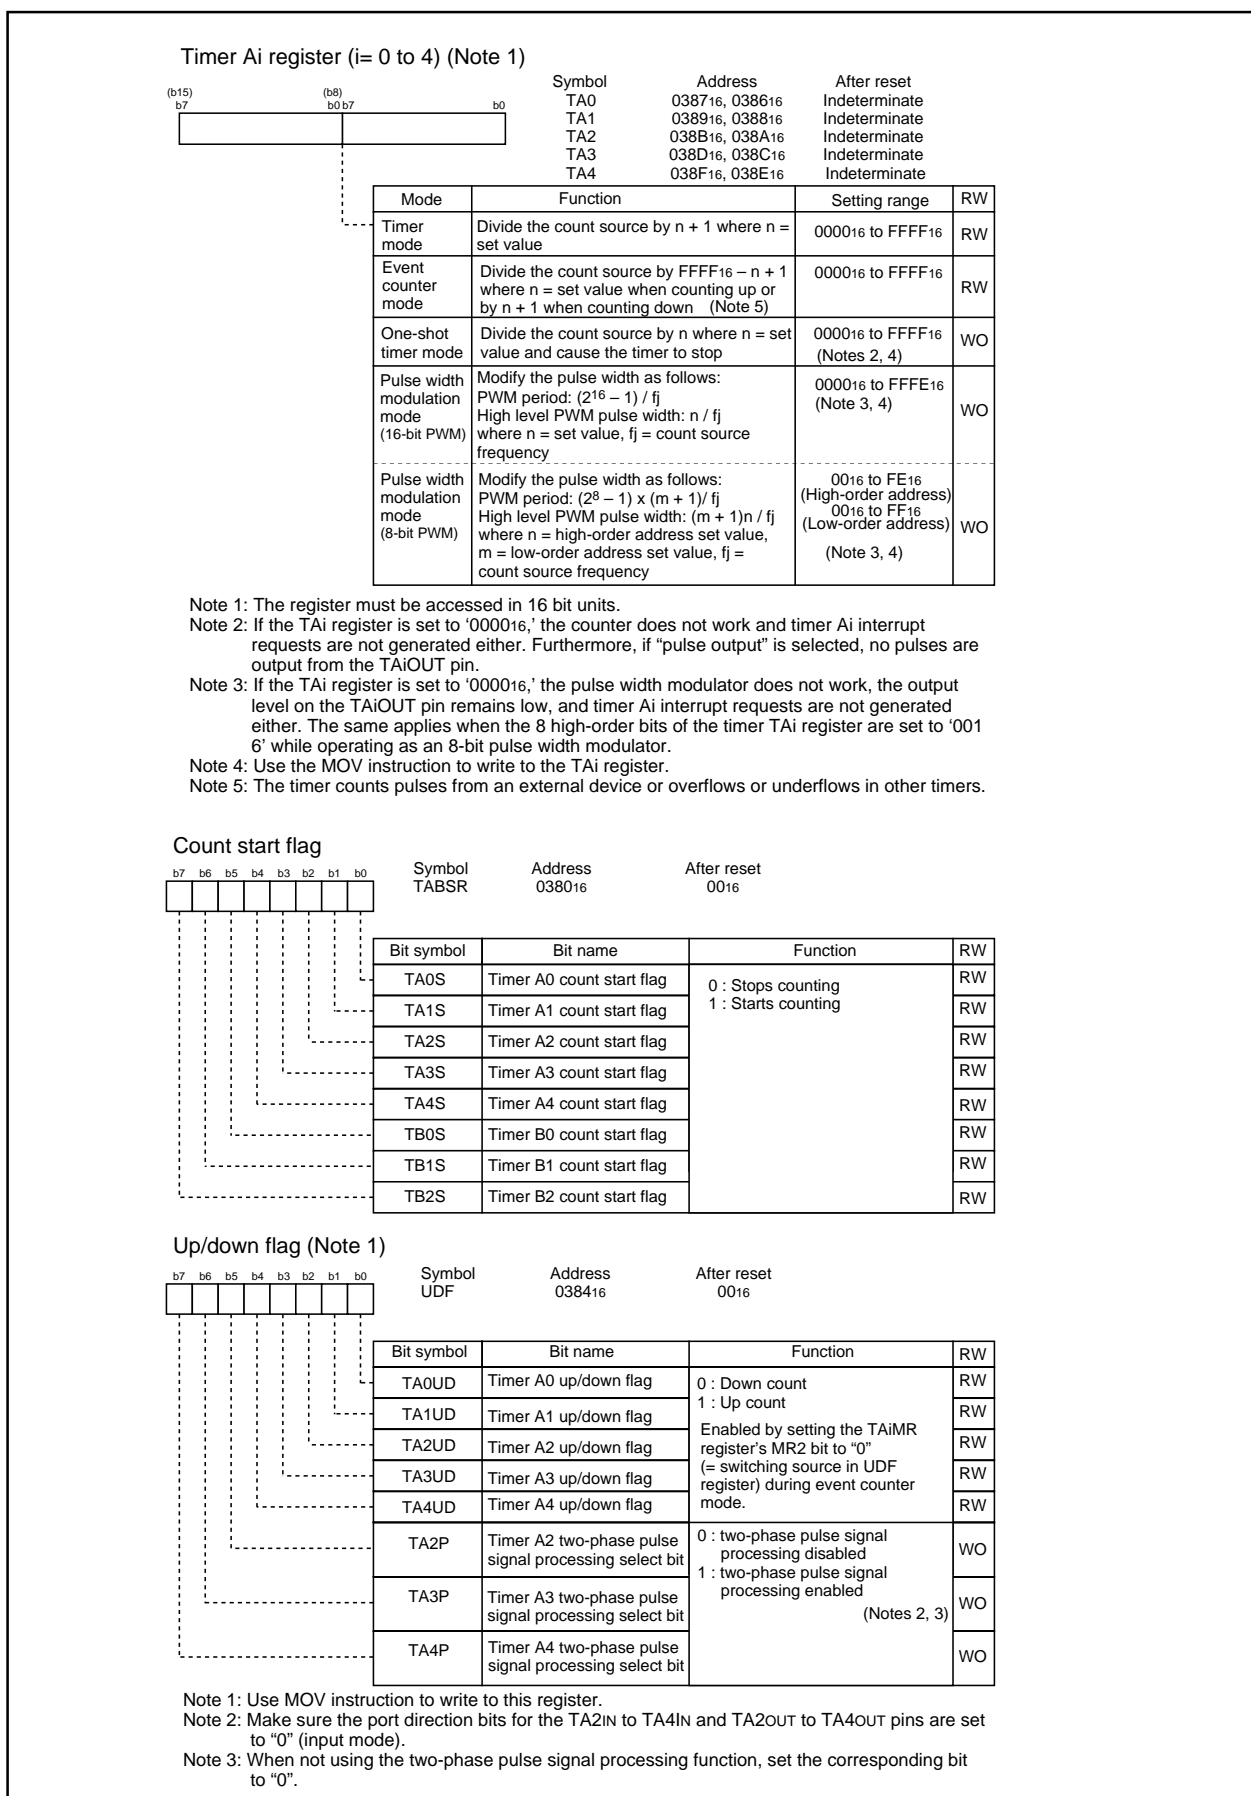 Timer Ai register (i= 0 to 4) (Note 1)
Symbol Address After reset
TA0 038716, 038616 Indeterminate
TA1 038916, 038816 Indeterminate
TA2 038B16, 038A16 Indeterminate
TA3 038D16, 038C16 Indeterminate
TA4 038F16, 038E16 Indeterminate
(b15) (b8)
b7 b0 b7 b0
Mode Function Setting range RW
Timer mode Divide the count source by n + 1 where n = set value 000016 to FFFF16 RW
Event counter mode Divide the count source by FFFF16 – n + 1 where n = set value when counting up or by n + 1 when counting down (Note 5) 000016 to FFFF16 RW
One-shot timer mode Divide the count source by n where n = set value and cause the timer to stop 000016 to FFFF16 (Notes 2, 4) WO
Pulse width modulation mode (16-bit PWM) Modify the pulse width as follows:
PWM period: (2^16 – 1) / fj
High level PWM pulse width: n / fj
where n = set value, fj = count source frequency
000016 to FFFE16 (Note 3, 4) WO
Pulse width modulation mode (8-bit PWM) Modify the pulse width as follows:
PWM period: (2^8 – 1) x (m + 1)/ fj
High level PWM pulse width: (m + 1)n / fj
where n = high-order address set value,
m = low-order address set value, fj =
count source frequency
0016 to FE16
(High-order address)
0016 to FF16
(Low-order address)
(Note 3, 4) WO
Note 1: The register must be accessed in 16 bit units.
Note 2: If the TAi register is set to ‘000016,’ the counter does not work and timer Ai interrupt
requests are not generated either. Furthermore, if “pulse output” is selected, no pulses are
output from the TAiOUT pin.
Note 3: If the TAi register is set to ‘000016,’ the pulse width modulator does not work, the output
level on the TAiOUT pin remains low, and timer Ai interrupt requests are not generated
either. The same applies when the 8 high-order bits of the timer TAi register are set to ‘001
6’ while operating as an 8-bit pulse width modulator.
Note 4: Use the MOV instruction to write to the TAi register.
Note 5: The timer counts pulses from an external device or overflows or underflows in other timers.
Count start flag
b7 b6 b5 b4 b3 b2 b1 b0
Symbol Address After reset
TABSR 038016 0016
Bit symbol Bit name Function RW
TA0S Timer A0 count start flag RW
0 : Stops counting
1 : Starts counting
TA1S Timer A1 count start flag RW
TA2S Timer A2 count start flag RW
TA3S Timer A3 count start flag RW
TA4S Timer A4 count start flag RW
TB0S Timer B0 count start flag RW
TB1S Timer B1 count start flag RW
TB2S Timer B2 count start flag RW
Up/down flag (Note 1)
b7 b6 b5 b4 b3 b2 b1 b0
Symbol Address After reset
UDF 038416 0016
Bit symbol Bit name Function RW
TA0UD Timer A0 up/down flag RW
TA1UD Timer A1 up/down flag RW
TA2UD Timer A2 up/down flag RW
TA3UD Timer A3 up/down flag RW
TA4UD Timer A4 up/down flag RW
0 : Down count
1 : Up count
Enabled by setting the TAiMR
register’s MR2 bit to “0”
(= switching source in UDF
register) during event counter
mode.
TA2P Timer A2 two-phase pulse signal processing select bit WO
TA3P Timer A3 two-phase pulse signal processing select bit WO
TA4P Timer A4 two-phase pulse signal processing select bit WO
0 : two-phase pulse signal
processing disabled
1 : two-phase pulse signal
processing enabled
(Notes 2, 3)
Note 1: Use MOV instruction to write to this register.
Note 2: Make sure the port direction bits for the TA2IN to TA4IN and TA2OUT to TA4OUT pins are set
to “0” (input mode).
Note 3: When not using the two-phase pulse signal processing function, set the corresponding bit
to “0”.